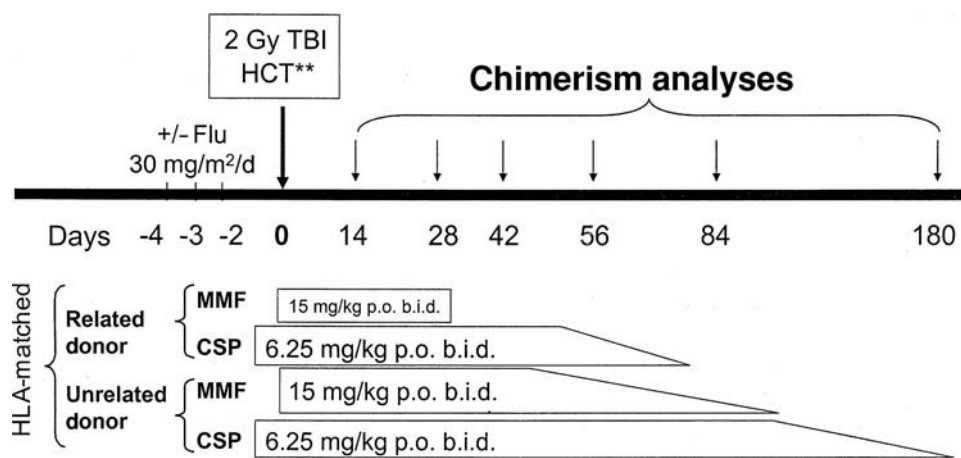 2 Gy TBI
HCT**
Chimerism analyses
+/– Flu
30 mg/m²/d
Days -4 -3 -2 0 14 28 42 56 84 180
HLA-matched
Related
donor
MMF
15 mg/kg p.o. b.i.d.
CSP
6.25 mg/kg p.o. b.i.d.
Unrelated
donor
MMF
15 mg/kg p.o. b.i.d.
CSP
6.25 mg/kg p.o. b.i.d.